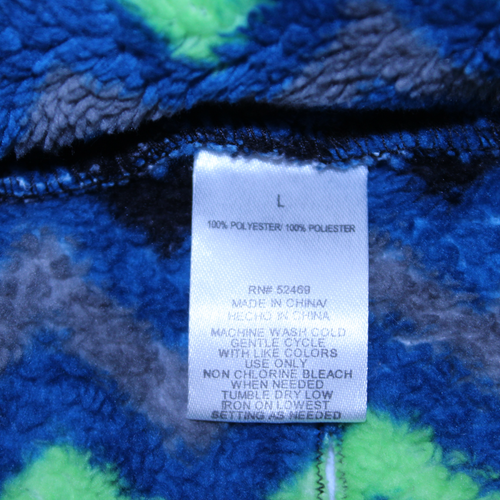 L
100% POLYESTER/ 100% POLIESTER
RN# 52469
MADE IN CHINA/
HECHO IN CHINA
MACHINE WASH COLD
GENTLE CYCLE
WITH LIKE COLORS
USE ONLY
NON CHLORINE BLEACH
WHEN NEEDED
TUMBLE DRY LOW
IRON ON LOWEST
SETTING AS NEEDED